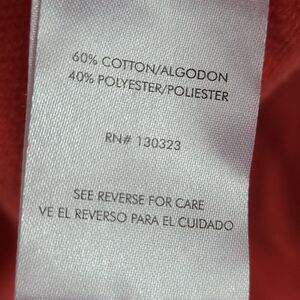 60% COTTON/ALGODON
40% POLYESTER/POLIESTER
RN# 130323
SEE REVERSE FOR CARE
VE EL REVERSO PARA EL CUIDADO